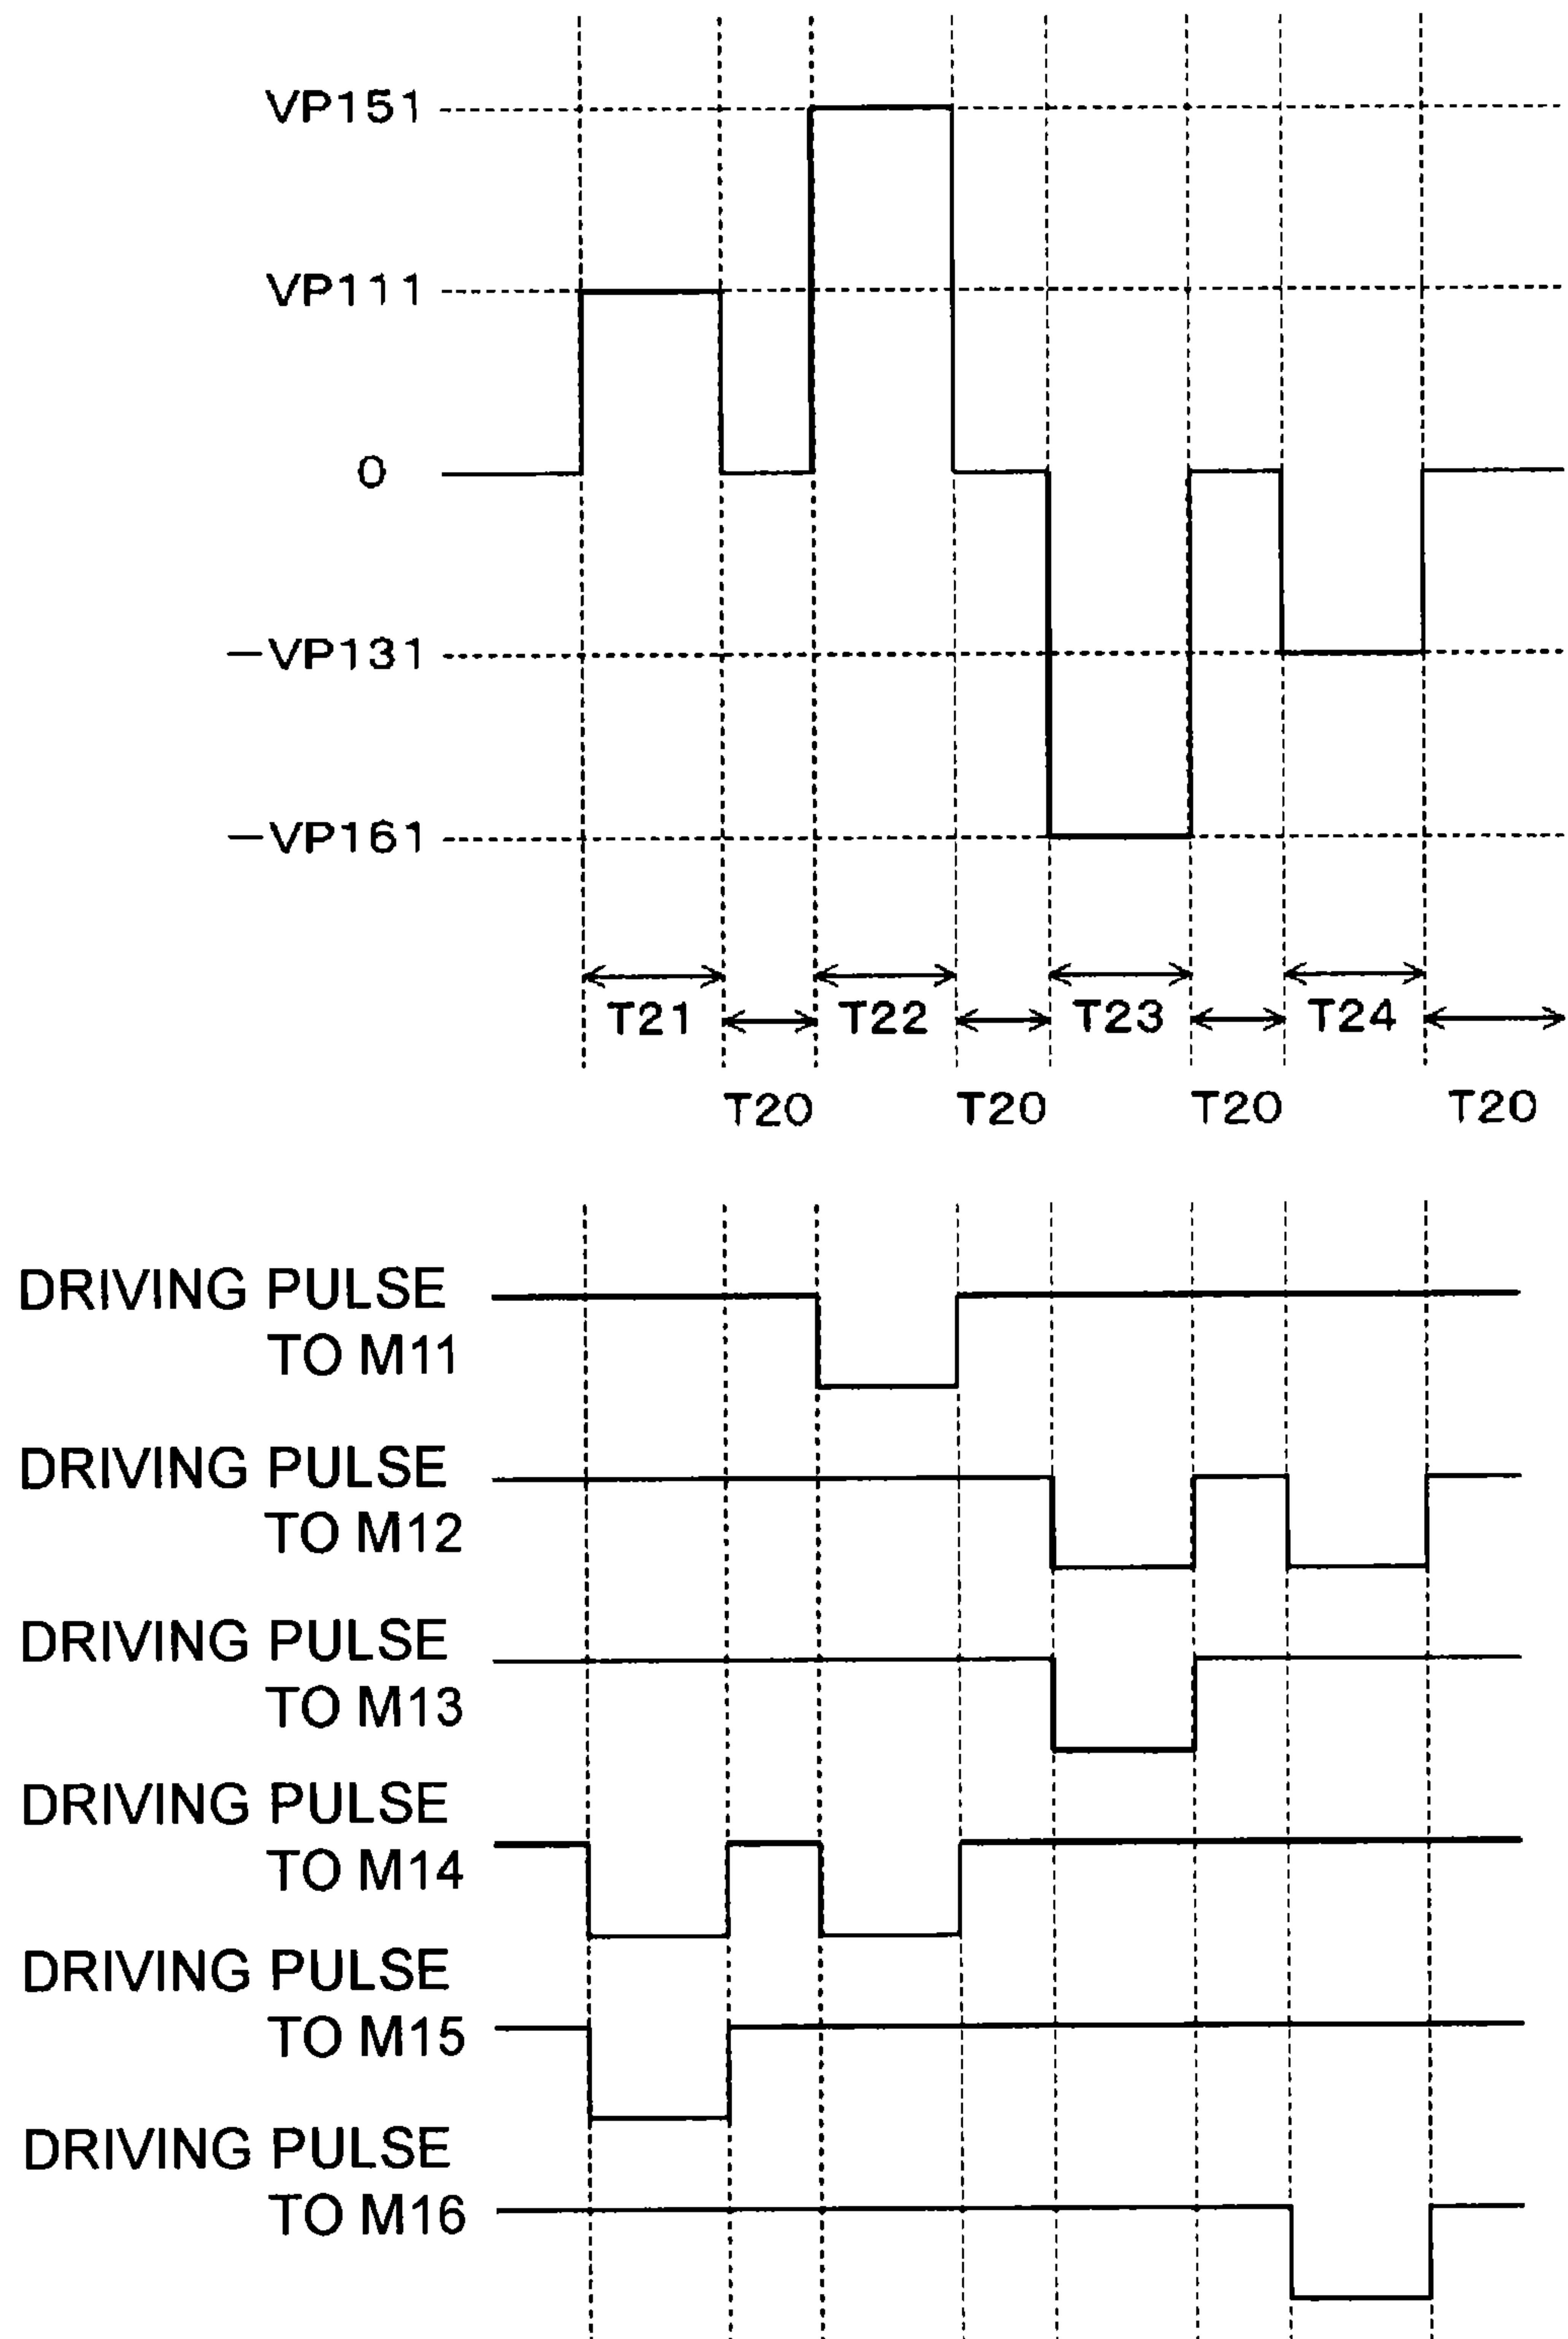 VP151
VP111
0
−VP131
−VP161
T21 T22 T23 T24
T20 T20 T20 T20
DRIVING PULSE
TO M11
DRIVING PULSE
TO M12
DRIVING PULSE
TO M13
DRIVING PULSE
TO M14
DRIVING PULSE
TO M15
DRIVING PULSE
TO M16